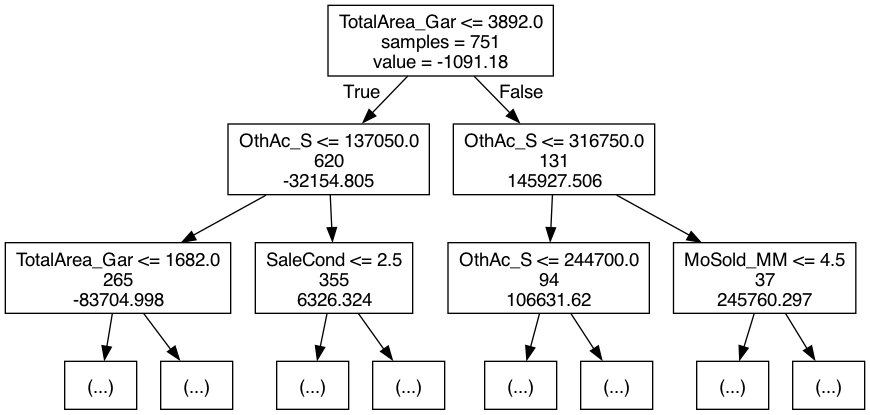 TotalArea_Gar <= 3892.0
samples = 751
value = -1091.18
True
False
OthAc_S <= 137050.0
620
-32154.805
OthAc_S <= 316750.0
131
145927.506
TotalArea_Gar <= 1682.0
265
-83704.998
SaleCond <= 2.5
355
6326.324
OthAc_S <= 244700.0
94
106631.62
MoSold_MM <= 4.5
37
245760.297
(...)
(...)
(...)
(...)
(...)
(...)
(...)
(...)